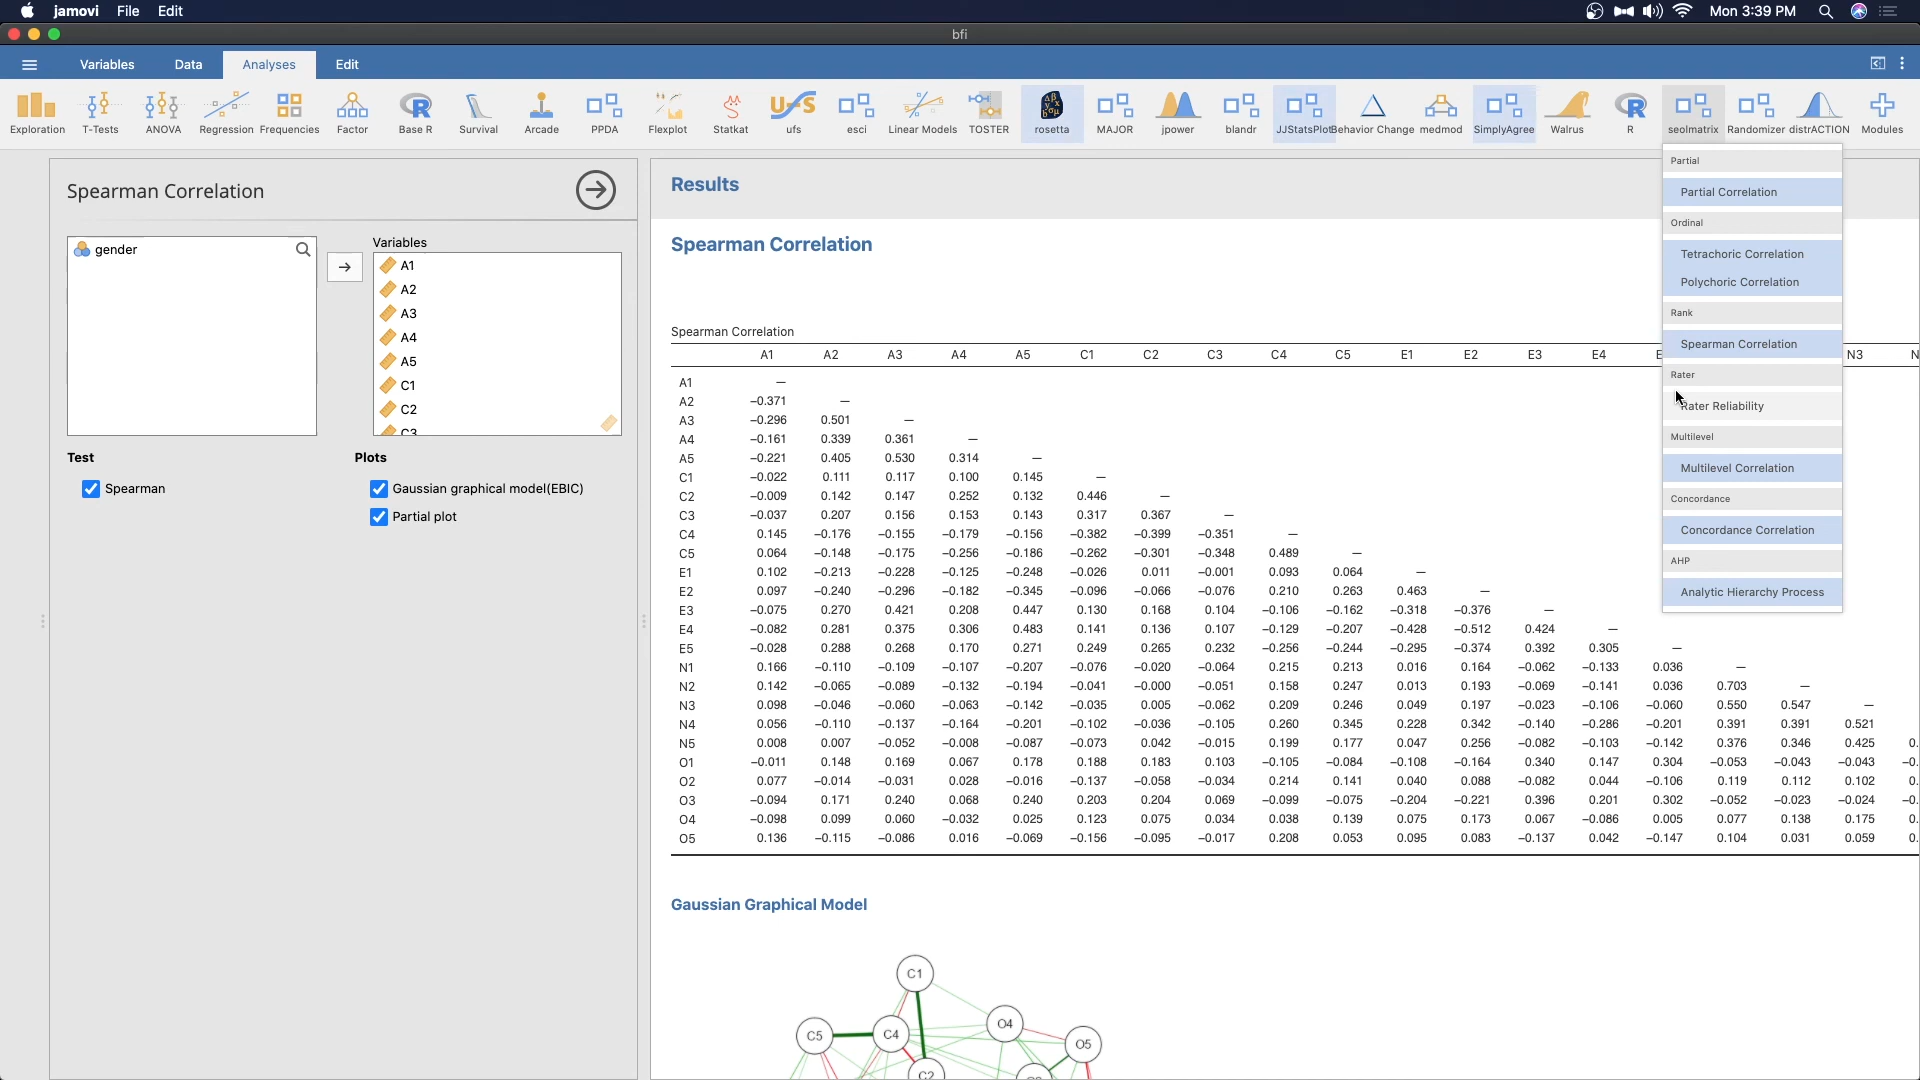 jamovi File Edit Mon 3:39 PM
bfi
Variables Data Analyses Edit
Exploration T-Tests ANOVA Regression Frequencies Factor Base R Survival Arcade PPDA Flexplot Statkat ufs esci Linear Models TOSTER rosetta MAJOR jpower blandr JJStatsPlot Behavior Change medmod SimplyAgree Walrus R seolmatrix Randomizer distrACTION Modules
Spearman Correlation
gender
Variables
A1
A2
A3
A4
A5
C1
C2
C3
Test
Spearman
Plots
Gaussian graphical model(EBIC)
Partial plot
Results
Spearman Correlation
Spearman Correlation
A1 A2 A3 A4 A5 C1 C2 C3 C4 C5 E1 E2 E3 E4 E N3 N
A1 —
A2 −0.371 —
A3 −0.296 0.501 —
A4 −0.161 0.339 0.361 —
A5 −0.221 0.405 0.530 0.314 —
C1 −0.022 0.111 0.117 0.100 0.145 —
C2 −0.009 0.142 0.147 0.252 0.132 0.446 —
C3 −0.037 0.207 0.156 0.153 0.143 0.317 0.367 —
C4 0.145 −0.176 −0.155 −0.179 −0.156 −0.382 −0.399 −0.351 —
C5 0.064 −0.148 −0.175 −0.256 −0.186 −0.262 −0.301 −0.348 0.489 —
E1 0.102 −0.213 −0.228 −0.125 −0.248 −0.026 0.011 −0.001 0.093 0.064 —
E2 0.097 −0.240 −0.296 −0.182 −0.345 −0.096 −0.066 −0.076 0.210 0.263 0.463 —
E3 −0.075 0.270 0.421 0.208 0.447 0.130 0.168 0.104 −0.106 −0.162 −0.318 −0.376 —
E4 −0.082 0.281 0.375 0.306 0.483 0.141 0.136 0.107 −0.129 −0.207 −0.428 −0.512 0.424 —
E5 −0.028 0.288 0.268 0.170 0.271 0.249 0.265 0.232 −0.256 −0.244 −0.295 −0.374 0.392 0.305 —
N1 0.166 −0.110 −0.109 −0.107 −0.207 −0.076 −0.020 −0.064 0.215 0.213 0.016 0.164 −0.062 −0.133 0.036 —
N2 0.142 −0.065 −0.089 −0.132 −0.194 −0.041 −0.000 −0.051 0.158 0.247 0.013 0.193 −0.069 −0.141 0.036 0.703 —
N3 0.098 −0.046 −0.060 −0.063 −0.142 −0.035 0.005 −0.062 0.209 0.246 0.049 0.197 −0.023 −0.106 −0.060 0.550 0.547 —
N4 0.056 −0.110 −0.137 −0.164 −0.201 −0.102 −0.036 −0.105 0.260 0.345 0.228 0.342 −0.140 −0.286 −0.201 0.391 0.391 0.521
N5 0.008 0.007 −0.052 −0.008 −0.087 −0.073 0.042 −0.015 0.199 0.177 0.047 0.256 −0.082 −0.103 −0.142 0.376 0.346 0.425 0.
O1 −0.011 0.148 0.169 0.067 0.178 0.188 0.183 0.103 −0.105 −0.084 −0.108 −0.164 0.340 0.147 0.304 −0.053 −0.043 −0.043 −0.
O2 0.077 −0.014 −0.031 0.028 −0.016 −0.137 −0.058 −0.034 0.214 0.141 0.040 0.088 −0.082 0.044 −0.106 0.119 0.112 0.102 0.
O3 −0.094 0.171 0.240 0.068 0.240 0.203 0.204 0.069 −0.099 −0.075 −0.204 −0.221 0.396 0.201 0.302 −0.052 −0.023 −0.024 −0.
O4 −0.098 0.099 0.060 −0.032 0.025 0.123 0.075 0.034 0.038 0.139 0.075 0.173 0.067 −0.086 0.005 0.077 0.138 0.175 0.
O5 0.136 −0.115 −0.086 0.016 −0.069 −0.156 −0.095 −0.017 0.208 0.053 0.095 0.083 −0.137 0.042 −0.147 0.104 0.031 0.059 0.
Gaussian Graphical Model
C1
O4
C5
C4
O5
C2
Partial
Partial Correlation
Ordinal
Tetrachoric Correlation
Polychoric Correlation
Rank
Spearman Correlation
Rater
Rater Reliability
Multilevel
Multilevel Correlation
Concordance
Concordance Correlation
AHP
Analytic Hierarchy Process